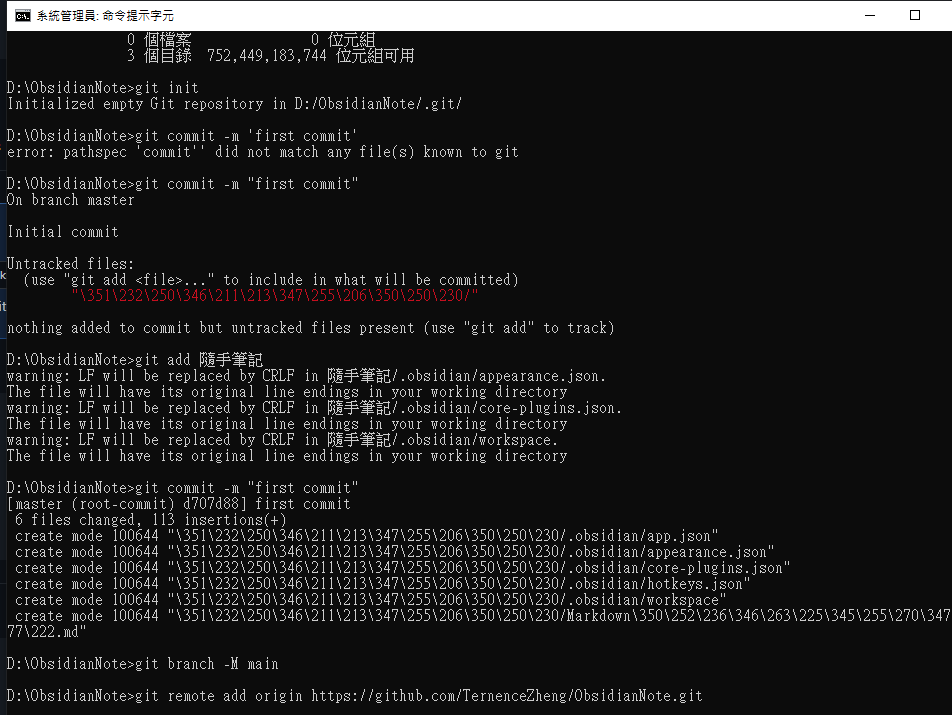 系統管理員: 命令提示字元
0 個檔案 0 位元組
3 個目錄 752,449,183,744 位元組可用
D:\ObsidianNote>git init
Initialized empty Git repository in D:/ObsidianNote/.git/
D:\ObsidianNote>git commit -m 'first commit'
error: pathspec 'commit'' did not match any file(s) known to git
D:\ObsidianNote>git commit -m "first commit"
On branch master
Initial commit
Untracked files:
(use "git add <file>..." to include in what will be committed)
"\351\232\250\346\211\213\347\255\206\350\250\230/"
nothing added to commit but untracked files present (use "git add" to track)
D:\ObsidianNote>git add 隨手筆記
warning: LF will be replaced by CRLF in 隨手筆記/.obsidian/appearance.json.
The file will have its original line endings in your working directory
warning: LF will be replaced by CRLF in 隨手筆記/.obsidian/core-plugins.json.
The file will have its original line endings in your working directory
warning: LF will be replaced by CRLF in 隨手筆記/.obsidian/workspace.
The file will have its original line endings in your working directory
D:\ObsidianNote>git commit -m "first commit"
[master (root-commit) d707d88] first commit
6 files changed, 113 insertions(+)
create mode 100644 "\351\232\250\346\211\213\347\255\206\350\250\230/.obsidian/app.json"
create mode 100644 "\351\232\250\346\211\213\347\255\206\350\250\230/.obsidian/appearance.json"
create mode 100644 "\351\232\250\346\211\213\347\255\206\350\250\230/.obsidian/core-plugins.json"
create mode 100644 "\351\232\250\346\211\213\347\255\206\350\250\230/.obsidian/hotkeys.json"
create mode 100644 "\351\232\250\346\211\213\347\255\206\350\250\230/.obsidian/workspace"
create mode 100644 "\351\232\250\346\211\213\347\255\206\350\250\230/Markdown\350\252\236\346\263\225\345\255\270\347
77\222.md"
D:\ObsidianNote>git branch -M main
D:\ObsidianNote>git remote add origin https://github.com/TernenceZheng/ObsidianNote.git